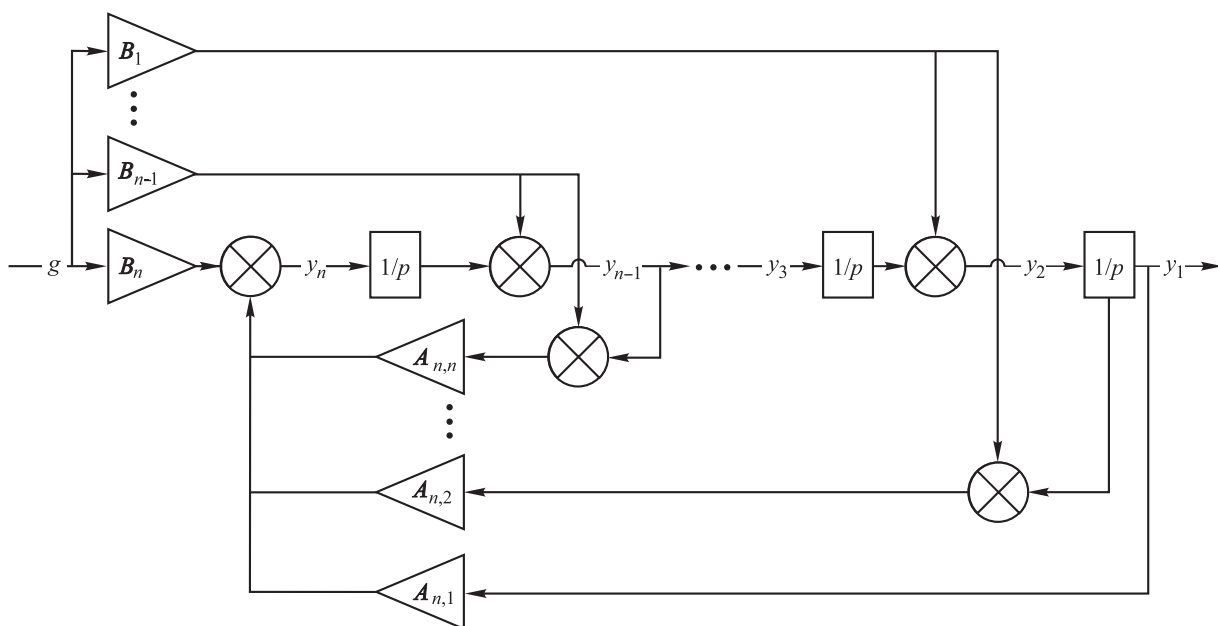 B1
Bn-1
g Bn yn 1/p yn-1 y3 1/p y2 1/p y1
An,n
An,2
An,1